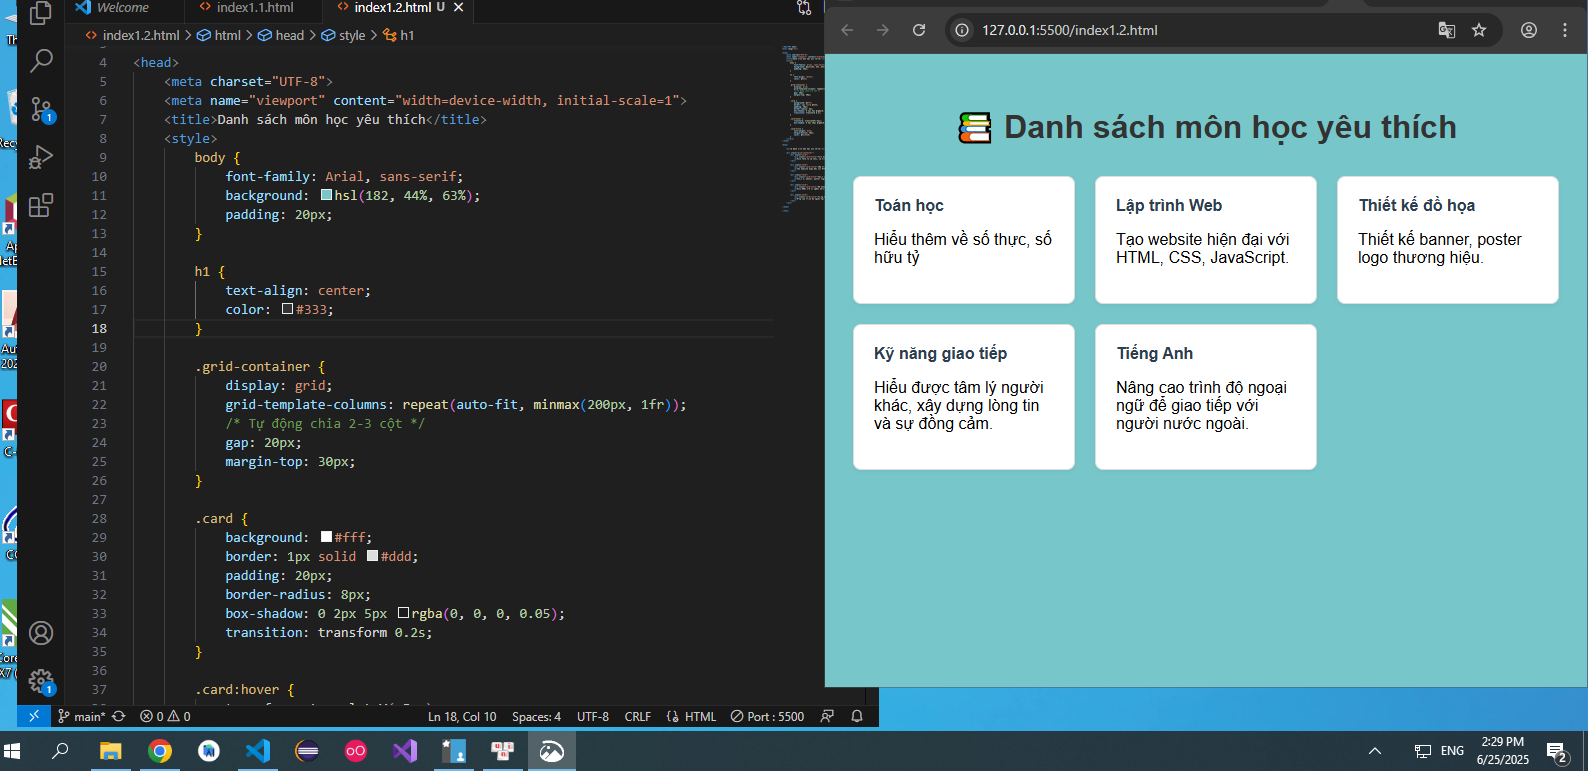 Welcome
index1.1.html
index1.2.html U
index1.2.html > html > head > style > h1
4 <head>
5 <meta charset="UTF-8">
6 <meta name="viewport" content="width=device-width, initial-scale=1">
7 <title>Danh sách môn học yêu thích</title>
8 <style>
9 body {
10 font-family: Arial, sans-serif;
11 background: hsl(182, 44%, 63%);
12 padding: 20px;
13 }
14
15 h1 {
16 text-align: center;
17 color: #333;
18 }
19
20 .grid-container {
21 display: grid;
22 grid-template-columns: repeat(auto-fit, minmax(200px, 1fr));
23 /* Tự động chia 2-3 cột */
24 gap: 20px;
25 margin-top: 30px;
26 }
27
28 .card {
29 background: #fff;
30 border: 1px solid #ddd;
31 padding: 20px;
32 border-radius: 8px;
33 box-shadow: 0 2px 5px rgba(0, 0, 0, 0.05);
34 transition: transform 0.2s;
35 }
36
37 .card:hover {
main* 0 0 Ln 18, Col 10 Spaces: 4 UTF-8 CRLF HTML Port : 5500
127.0.0.1:5500/index1.2.html
Danh sách môn học yêu thích
Toán học
Hiểu thêm về số thực, số
hữu tỷ
Lập trình Web
Tạo website hiện đại với
HTML, CSS, JavaScript.
Thiết kế đồ họa
Thiết kế banner, poster
logo thương hiệu.
Kỹ năng giao tiếp
Hiểu được tâm lý người
khác, xây dựng lòng tin
và sự đồng cảm.
Tiếng Anh
Nâng cao trình độ ngoại
ngữ để giao tiếp với
người nước ngoài.
1
1
ENG
2:29 PM
6/25/2025
2